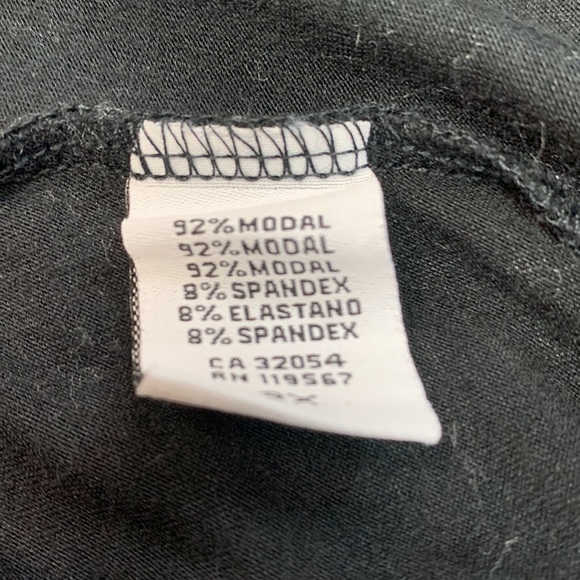 92% MODAL
92% MODAL
92% MODAL
8% SPANDEX
8% ELASTANO
8% SPANDEX
CA 32054
RN 119567